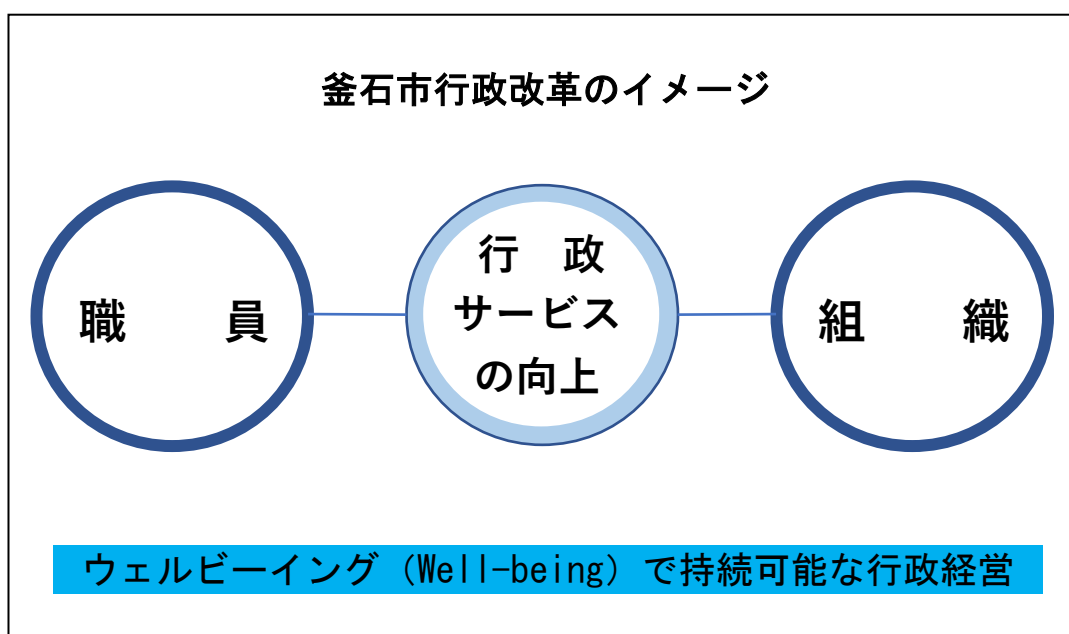 釜石市行政改革のイメージ
職　員
行　政
サービス
の向上
組　織
ウェルビーイング（Well-being）で持続可能な行政経営